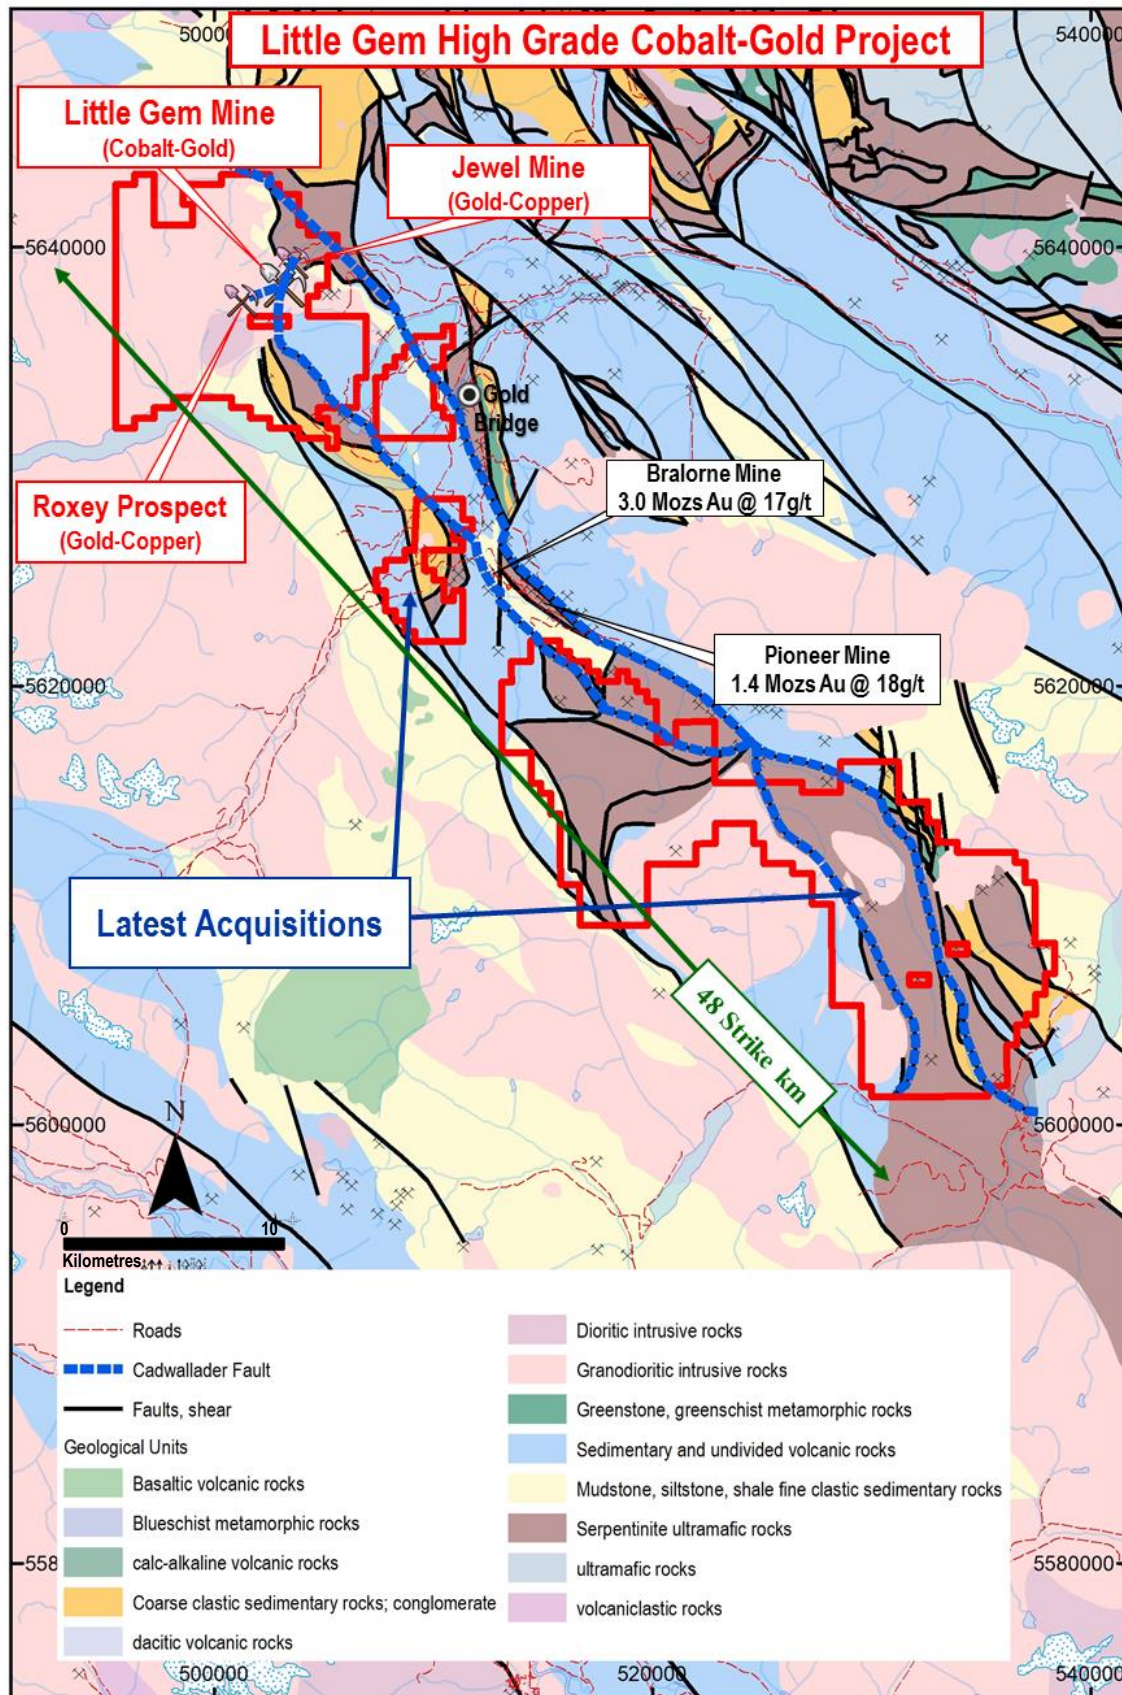 Little Gem High Grade Cobalt-Gold Project
5000
540000
Little Gem Mine
(Cobalt-Gold)
Jewel Mine
(Gold-Copper)
5640000
5640000
Gold
Bridge
Roxey Prospect
(Gold-Copper)
Bralorne Mine
3.0 Mozs Au @ 17g/t
Pioneer Mine
1.4 Mozs Au @ 18g/t
5620000
5620000
Latest Acquisitions
48 Strike km
N
5600000
5600000
0
10
Kilometres
Legend
Roads
Cadwallader Fault
Faults, shear
Geological Units
Basaltic volcanic rocks
Blueschist metamorphic rocks
calc-alkaline volcanic rocks
Coarse clastic sedimentary rocks; conglomerate
dacitic volcanic rocks
Dioritic intrusive rocks
Granodioritic intrusive rocks
Greenstone, greenschist metamorphic rocks
Sedimentary and undivided volcanic rocks
Mudstone, siltstone, shale fine clastic sedimentary rocks
Serpentinite ultramafic rocks
ultramafic rocks
volcaniclastic rocks
558
5580000
500000
520000
540000